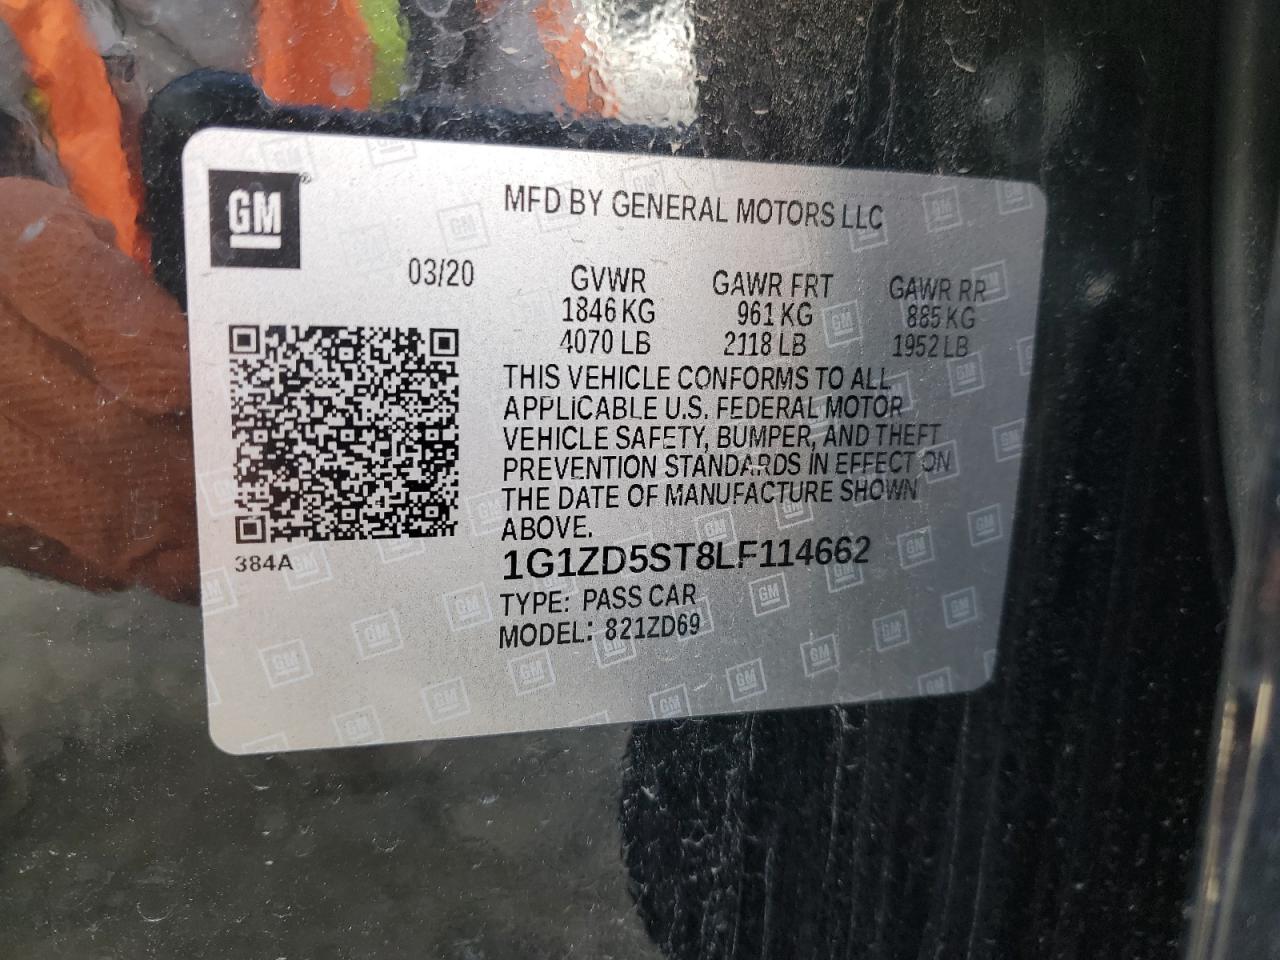 GM®
MFD BY GENERAL MOTORS LLC
03/20 GVWR GAWR FRT GAWR RR
1846 KG 961 KG 885 KG
4070 LB 2118 LB 1952 LB
THIS VEHICLE CONFORMS TO ALL
APPLICABLE U.S. FEDERAL MOTOR
VEHICLE SAFETY, BUMPER, AND THEFT
PREVENTION STANDARDS IN EFFECT ON
THE DATE OF MANUFACTURE SHOWN
ABOVE.
384A
1G1ZD5ST8LF114662
TYPE: PASS CAR
MODEL: 821ZD69